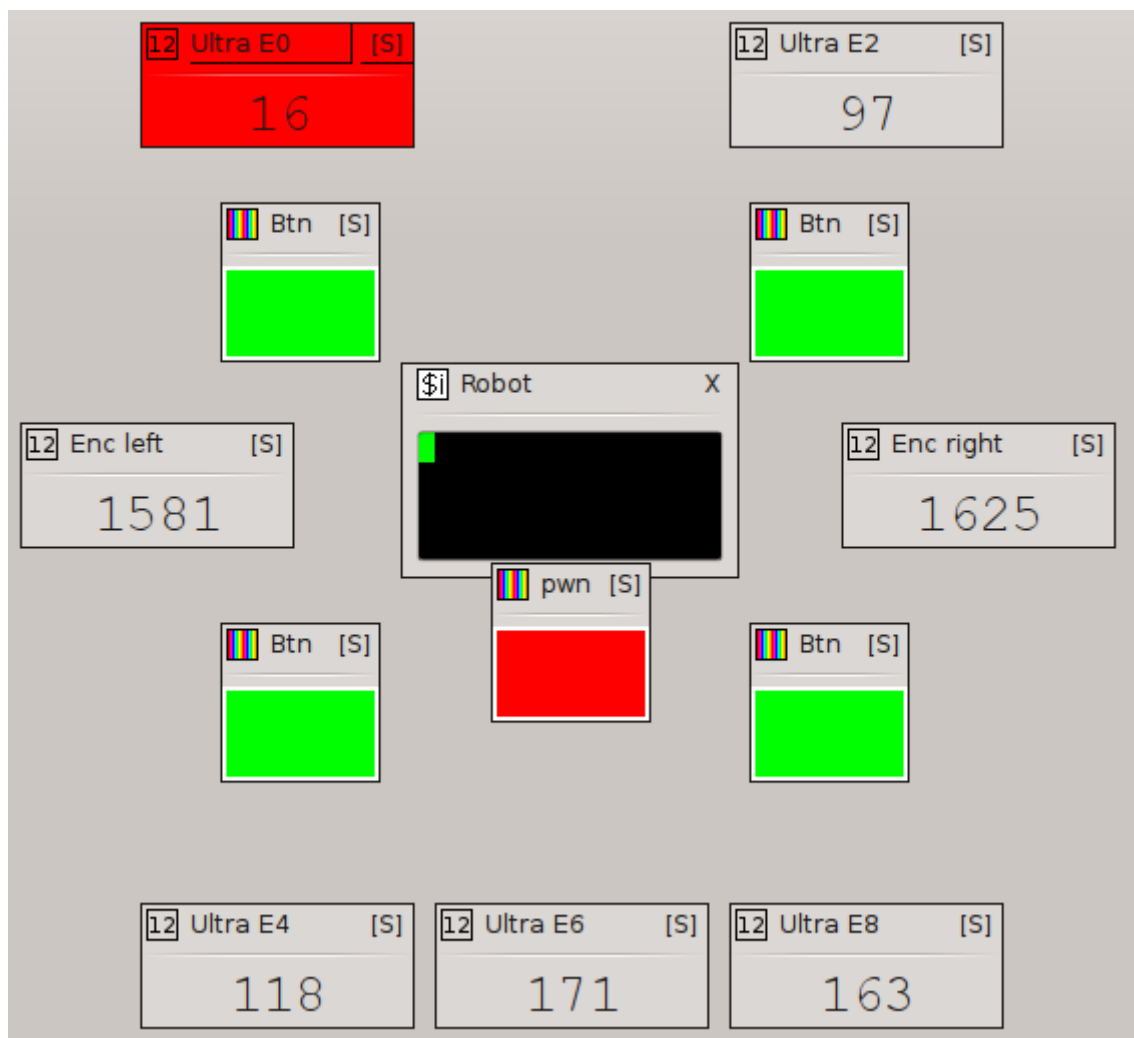 12 Ultra E0 [S]
16
12 Ultra E2 [S]
97
Btn [S]
Btn [S]
$i Robot X
12 Enc left [S]
1581
12 Enc right [S]
1625
pwn [S]
Btn [S]
Btn [S]
12 Ultra E4 [S]
118
12 Ultra E6 [S]
171
12 Ultra E8 [S]
163